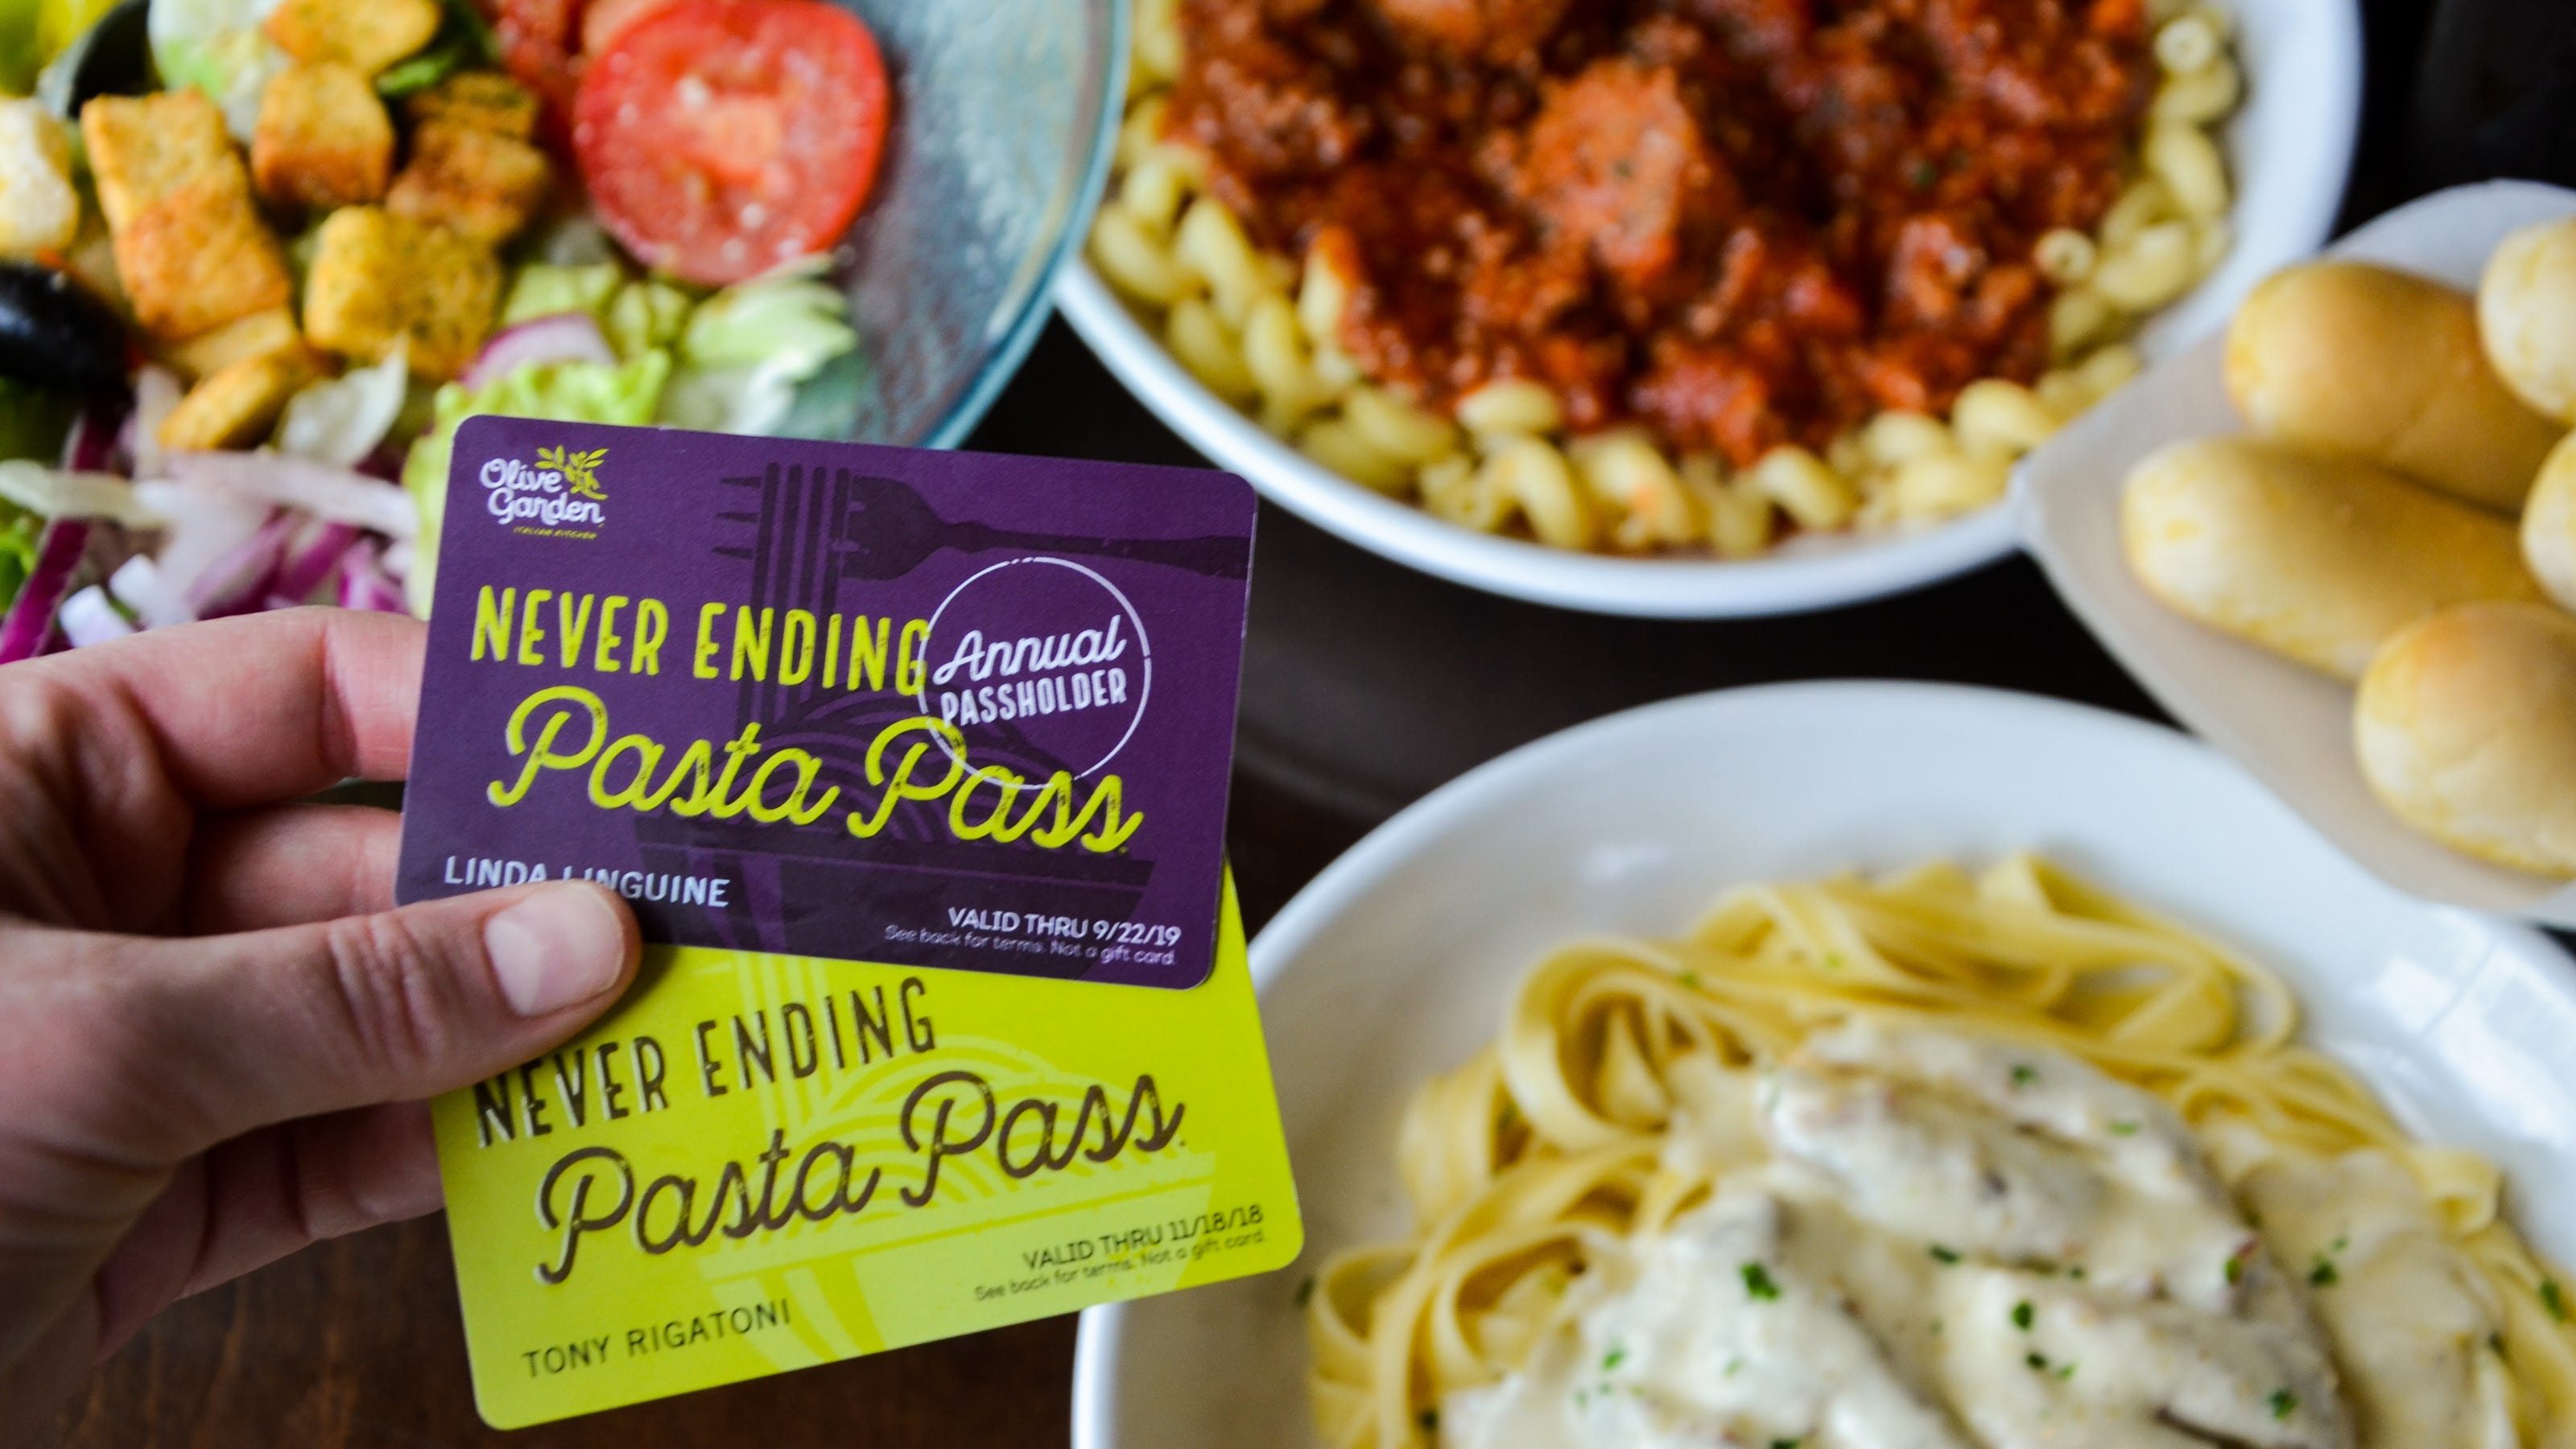 Olive
Garden
ITALIAN KITCHEN
NEVER ENDING
Pasta Pass
Annual
PASSHOLDER
LINDA LINGUINE
VALID THRU 9/22/19
See back for terms. Not a gift card.
NEVER ENDING
Pasta Pass
VALID THRU 11/18/18
See back for terms. Not a gift card.
TONY RIGATONI